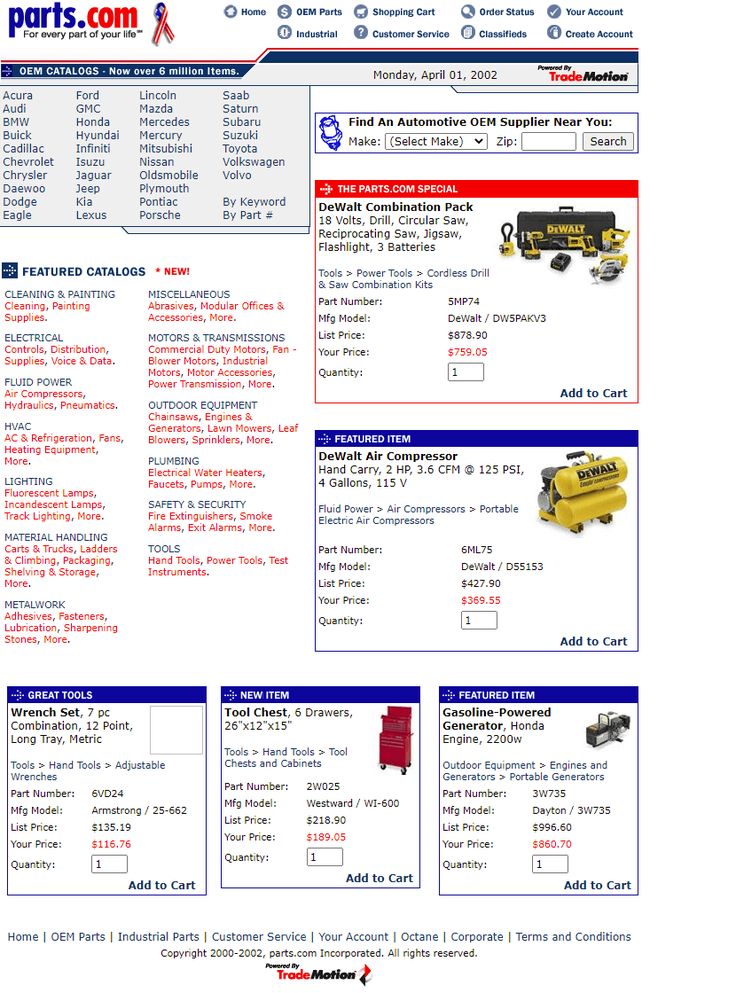 parts.com
For every part of your life℠
Home
OEM Parts
Shopping Cart
Order Status
Your Account
Industrial
Customer Service
Classifieds
Create Account
OEM CATALOGS - Now over 6 million Items.
Monday, April 01, 2002
Powered By
TradeMotion
Acura Ford Lincoln Saab
Audi GMC Mazda Saturn
BMW Honda Mercedes Subaru
Buick Hyundai Mercury Suzuki
Cadillac Infiniti Mitsubishi Toyota
Chevrolet Isuzu Nissan Volkswagen
Chrysler Jaguar Oldsmobile Volvo
Daewoo Jeep Plymouth
Dodge Kia Pontiac By Keyword
Eagle Lexus Porsche By Part #
Find An Automotive OEM Supplier Near You:
Make: (Select Make) Zip: Search
THE PARTS.COM SPECIAL
DeWalt Combination Pack
18 Volts, Drill, Circular Saw,
Reciprocating Saw, Jigsaw,
Flashlight, 3 Batteries
DEWALT
Tools > Power Tools > Cordless Drill
& Saw Combination Kits
Part Number: 5MP74
Mfg Model: DeWalt / DW5PAKV3
List Price: $878.90
Your Price: $759.05
Quantity: 1
Add to Cart
FEATURED CATALOGS * NEW!
CLEANING & PAINTING
Cleaning, Painting
Supplies.
ELECTRICAL
Controls, Distribution,
Supplies, Voice & Data.
FLUID POWER
Air Compressors,
Hydraulics, Pneumatics.
HVAC
AC & Refrigeration, Fans,
Heating Equipment,
More.
LIGHTING
Fluorescent Lamps,
Incandescent Lamps,
Track Lighting, More.
MATERIAL HANDLING
Carts & Trucks, Ladders
& Climbing, Packaging,
Shelving & Storage,
More.
METALWORK
Adhesives, Fasteners,
Lubrication, Sharpening
Stones, More.
MISCELLANEOUS
Abrasives, Modular Offices &
Accessories, More.
MOTORS & TRANSMISSIONS
Commercial Duty Motors, Fan -
Blower Motors, Industrial
Motors, Motor Accessories,
Power Transmission, More.
OUTDOOR EQUIPMENT
Chainsaws, Engines &
Generators, Lawn Mowers, Leaf
Blowers, Sprinklers, More.
PLUMBING
Electrical Water Heaters,
Faucets, Pumps, More.
SAFETY & SECURITY
Fire Extinguishers, Smoke
Alarms, Exit Alarms, More.
TOOLS
Hand Tools, Power Tools, Test
Instruments.
FEATURED ITEM
DeWalt Air Compressor
Hand Carry, 2 HP, 3.6 CFM @ 125 PSI,
4 Gallons, 115 V
DEWALT
Fluid Power > Air Compressors > Portable
Electric Air Compressors
Part Number: 6ML75
Mfg Model: DeWalt / D55153
List Price: $427.90
Your Price: $369.55
Quantity: 1
Add to Cart
GREAT TOOLS
Wrench Set, 7 pc
Combination, 12 Point,
Long Tray, Metric
Tools > Hand Tools > Adjustable
Wrenches
Part Number: 6VD24
Mfg Model: Armstrong / 25-662
List Price: $135.19
Your Price: $116.76
Quantity: 1
Add to Cart
NEW ITEM
Tool Chest, 6 Drawers,
26"x12"x15"
Tools > Hand Tools > Tool
Chests and Cabinets
Part Number: 2W025
Mfg Model: Westward / WI-600
List Price: $218.90
Your Price: $189.05
Quantity: 1
Add to Cart
FEATURED ITEM
Gasoline-Powered
Generator, Honda
Engine, 2200w
Outdoor Equipment > Engines and
Generators > Portable Generators
Part Number: 3W735
Mfg Model: Dayton / 3W735
List Price: $996.60
Your Price: $860.70
Quantity: 1
Add to Cart
Home | OEM Parts | Industrial Parts | Customer Service | Your Account | Octane | Corporate | Terms and Conditions
Copyright 2000-2002, parts.com Incorporated. All rights reserved.
Powered By
TradeMotion